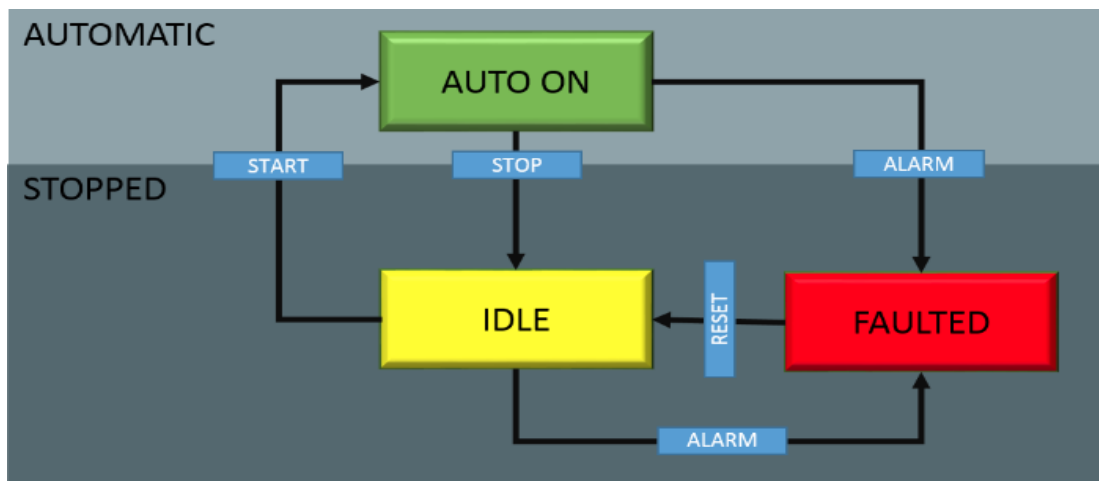 AUTOMATIC
AUTO ON
START
STOP
ALARM
STOPPED
IDLE
RESET
FAULTED
ALARM